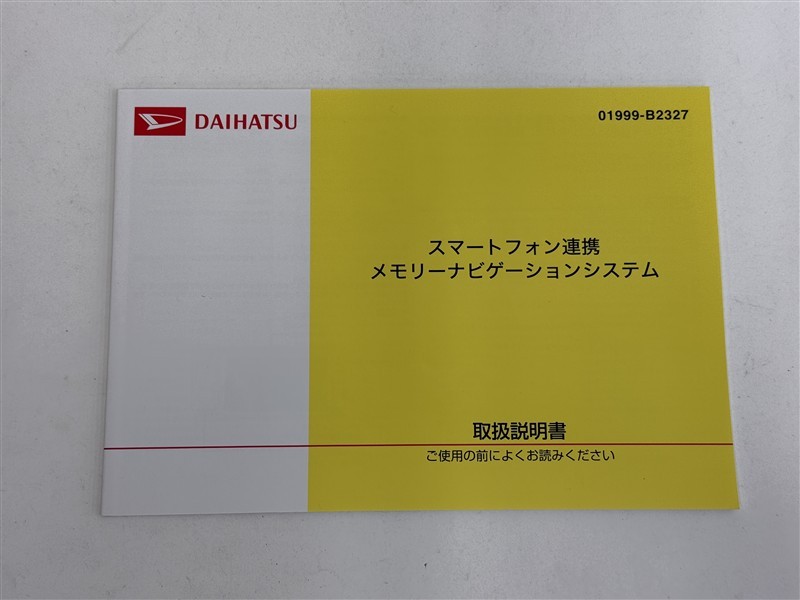 DAIHATSU
01999-B2327
スマートフォン連携
メモリーナビゲーションシステム
取扱説明書
ご使用の前によくお読みください